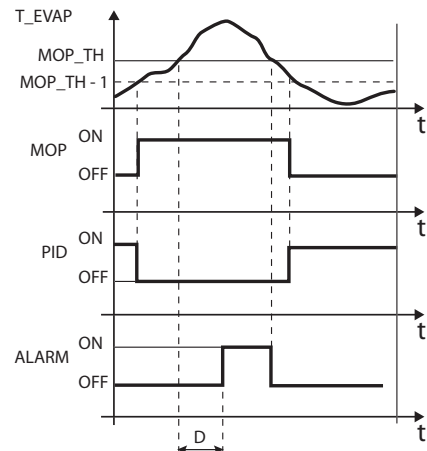 T_EVAP
MOP_TH
MOP_TH - 1
t
ON
MOP
OFF
t
ON
PID
OFF
t
ON
ALARM
OFF
t
D